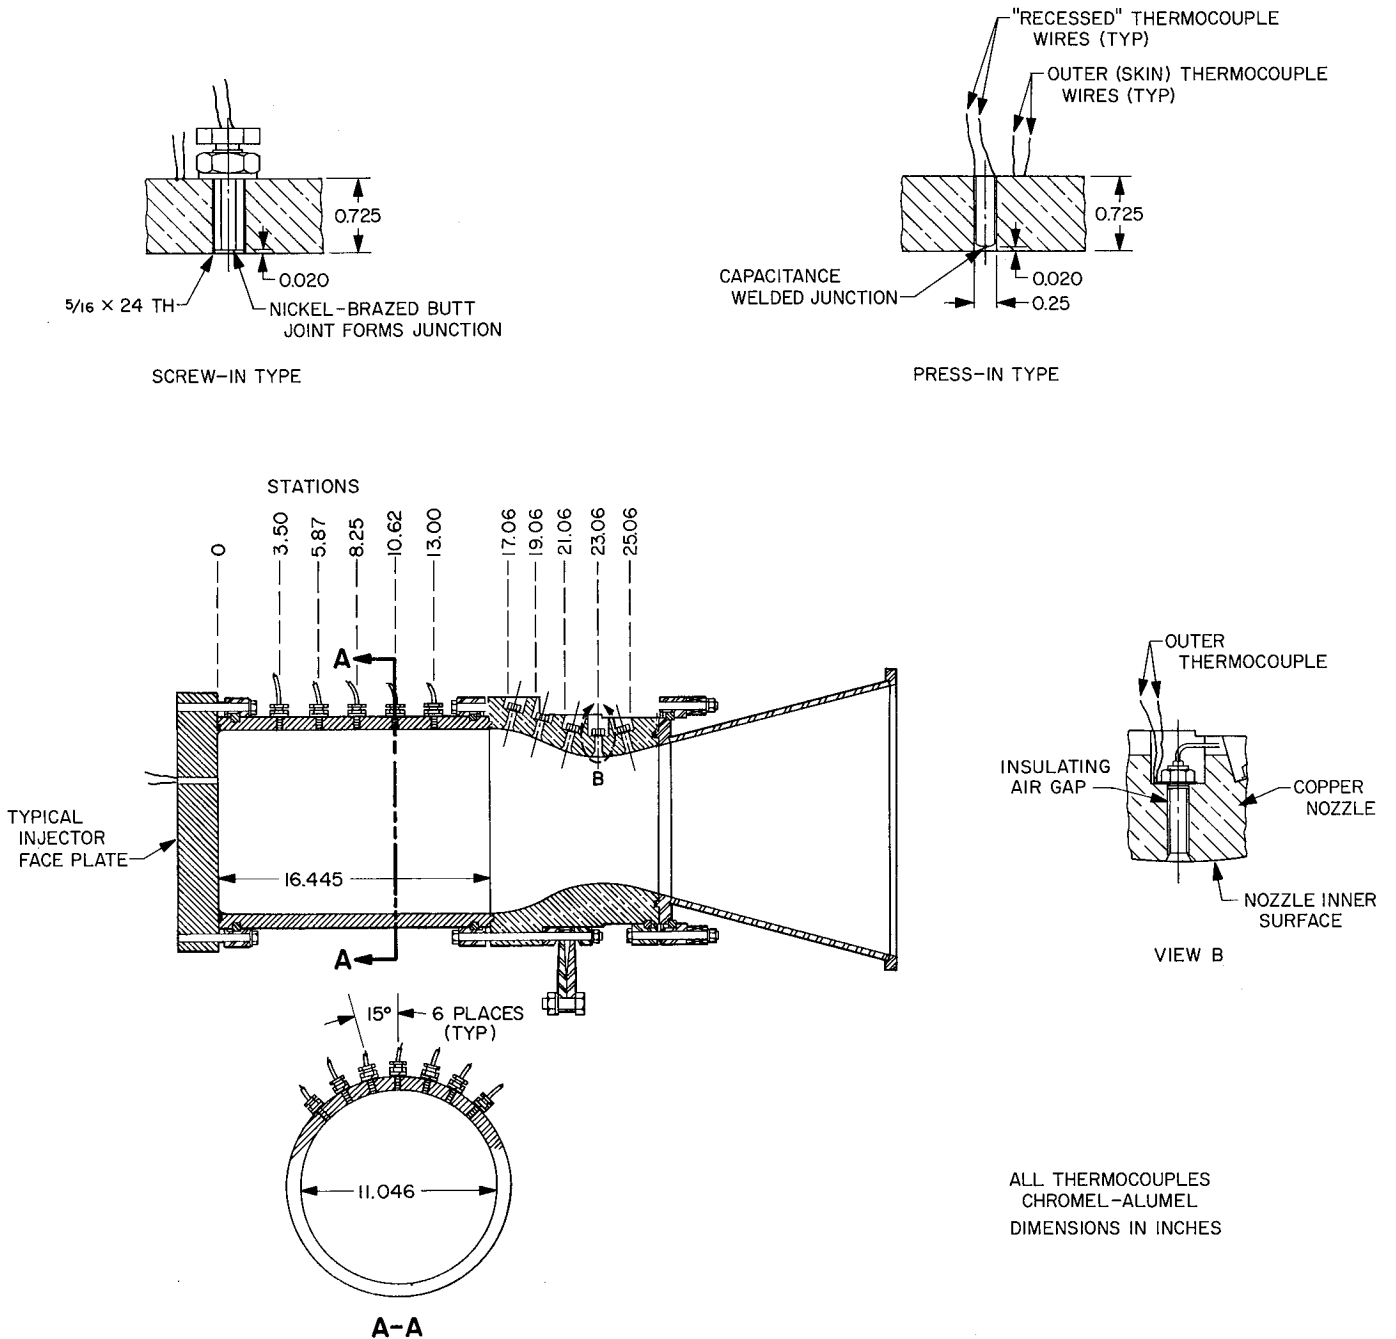 "RECESSED" THERMOCOUPLE
WIRES (TYP)
OUTER (SKIN) THERMOCOUPLE
WIRES (TYP)
0.725
0.020
5/16 × 24 TH
NICKEL-BRAZED BUTT
JOINT FORMS JUNCTION
SCREW-IN TYPE
0.725
CAPACITANCE
WELDED JUNCTION
0.020
0.25
PRESS-IN TYPE
STATIONS
0
3.50
5.87
8.25
10.62
13.00
17.06
19.06
21.06
23.06
25.06
A
B
TYPICAL
INJECTOR
FACE PLATE
16.445
A
OUTER
THERMOCOUPLE
INSULATING
AIR GAP
COPPER
NOZZLE
NOZZLE INNER
SURFACE
VIEW B
15°
6 PLACES
(TYP)
11.046
A-A
ALL THERMOCOUPLES
CHROMEL-ALUMEL
DIMENSIONS IN INCHES